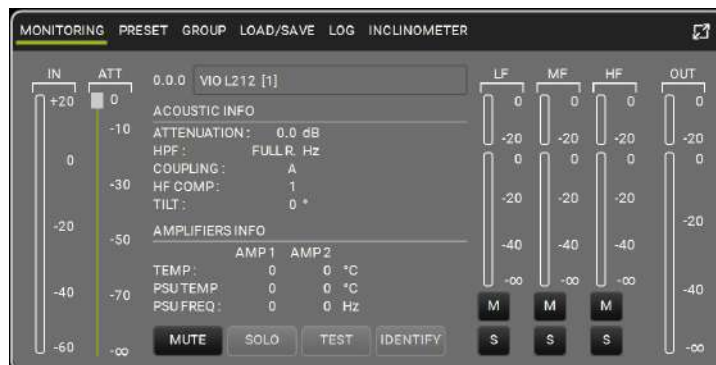 MONITORING PRESET GROUP LOAD/SAVE LOG INCLINOMETER
IN ATT
+20 0 -20 -40 -60
0 -10 -30 -50 -70 -∞
0.0.0 VIO L212 [1]
ACOUSTIC INFO
ATTENUATION: 0.0 dB
HPF: FULL R. Hz
COUPLING: A
HF COMP: 1
TILT: 0 °
AMPLIFIERS INFO
AMP 1 AMP 2
TEMP: 0 0 °C
PSU TEMP 0 0 °C
PSU FREQ: 0 0 Hz
MUTE SOLO TEST IDENTIFY
LF MF HF OUT
0 0 0 0
-20 -20 -20 -20
0 0 0 0
-20 -20 -20 -20
-40 -40 -40 -40
-∞ -∞ -∞ -∞
M M M
S S S